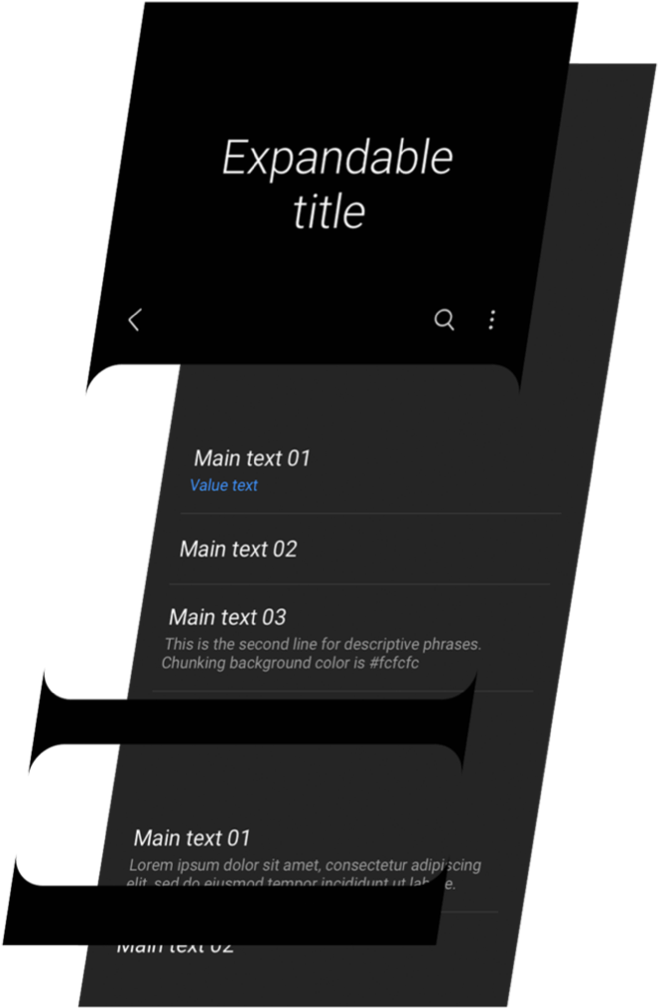 Expandable
title
Main text 01
Value text
Main text 02
Main text 03
This is the second line for descriptive phrases.
Chunking background color is #fcfcfc
Main text 01
Lorem ipsum dolor sit amet, consectetur adipiscing
elit, sed do eiusmod tempor incididunt ut
Main text 02